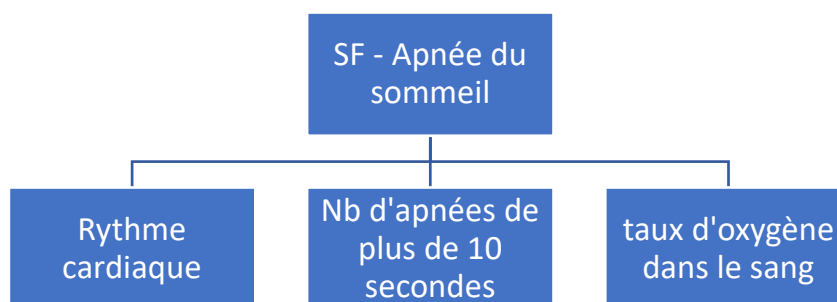 SF - Apnée du
sommeil
Rythme
cardiaque
Nb d'apnées de
plus de 10
secondes
taux d'oxygène
dans le sang